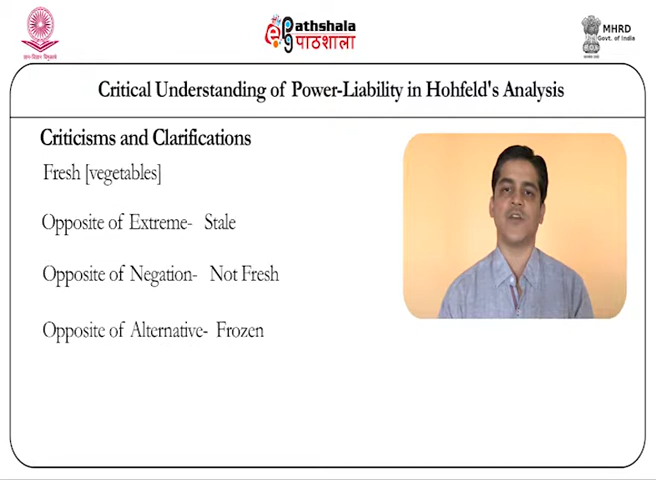 ePathshala
पाठशाला
MHRD
Govt. of India
Critical Understanding of Power-Liability in Hohfeld's Analysis
Criticisms and Clarifications
Fresh [vegetables]
Opposite of Extreme- Stale
Opposite of Negation- Not Fresh
Opposite of Alternative- Frozen